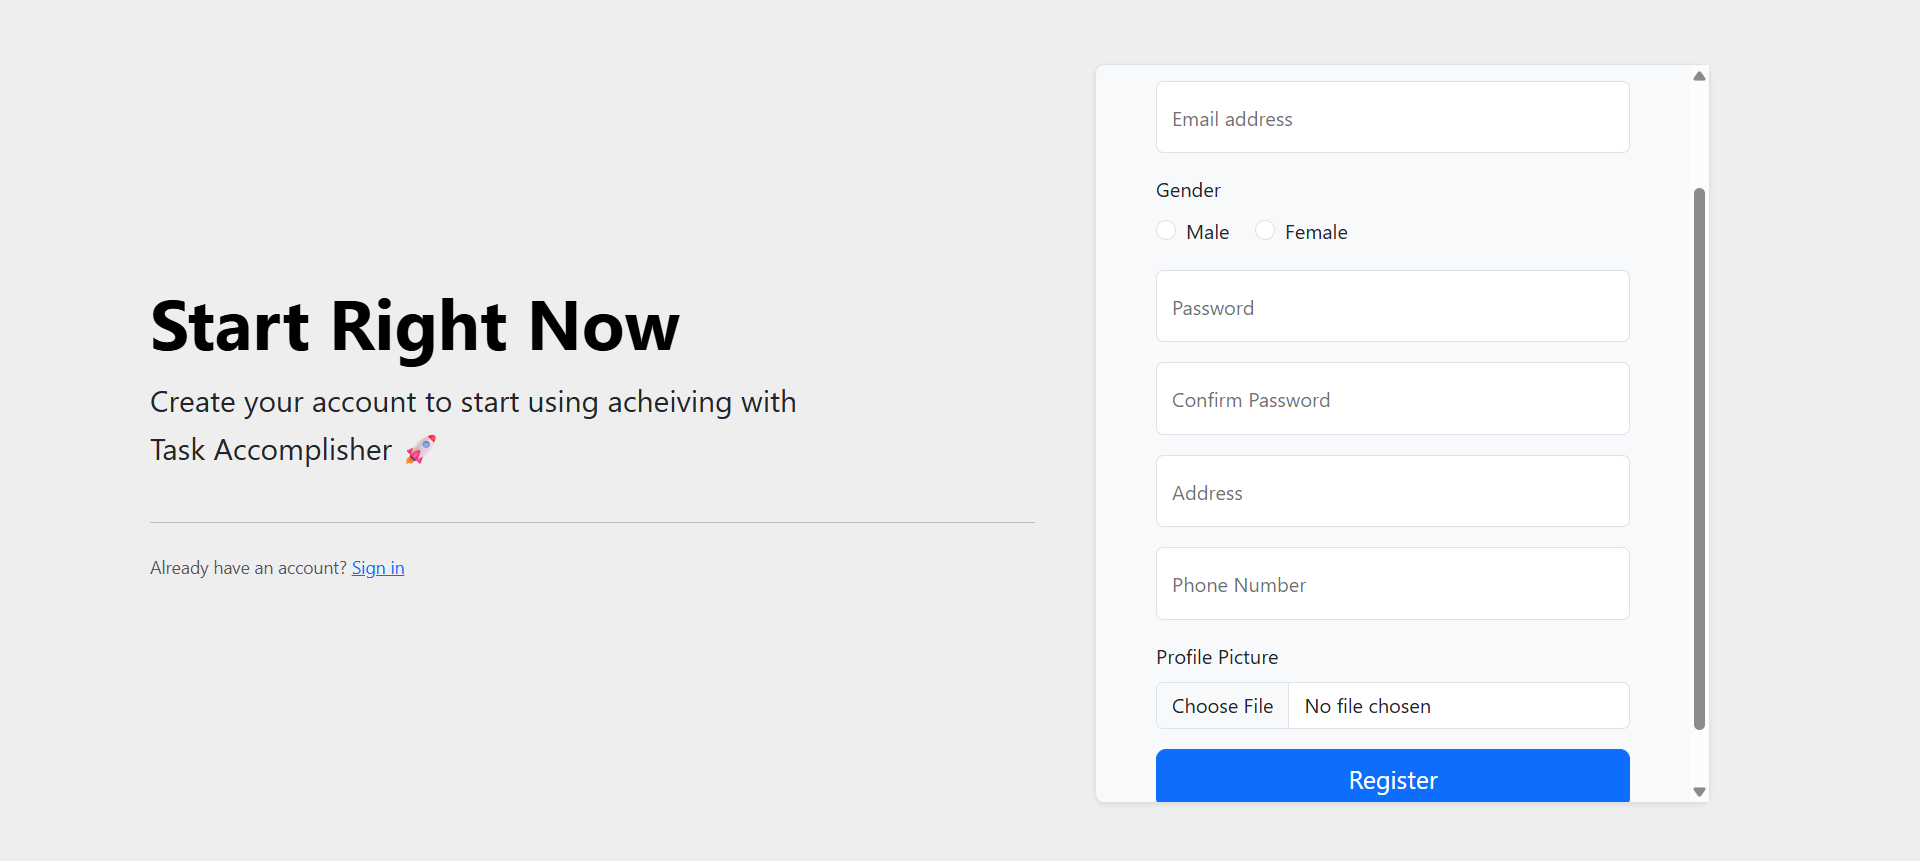 Start Right Now
Create your account to start using acheiving with
Task Accomplisher 🚀
Already have an account? Sign in
Email address
Gender
Male Female
Password
Confirm Password
Address
Phone Number
Profile Picture
Choose File No file chosen
Register